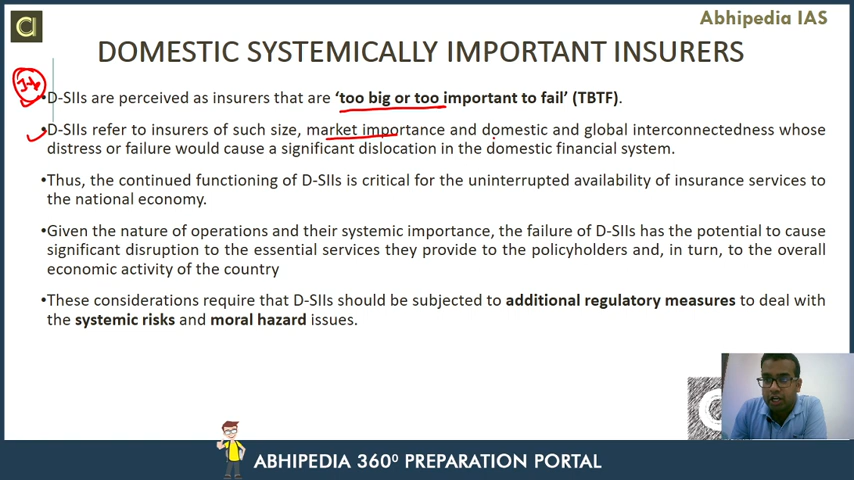 Abhipedia IAS
DOMESTIC SYSTEMICALLY IMPORTANT INSURERS
•D-SIIs are perceived as insurers that are ‘too big or too important to fail’ (TBTF).
•D-SIIs refer to insurers of such size, market importance and domestic and global interconnectedness whose
distress or failure would cause a significant dislocation in the domestic financial system.
•Thus, the continued functioning of D-SIIs is critical for the uninterrupted availability of insurance services to
the national economy.
•Given the nature of operations and their systemic importance, the failure of D-SIIs has the potential to cause
significant disruption to the essential services they provide to the policyholders and, in turn, to the overall
economic activity of the country
•These considerations require that D-SIIs should be subjected to additional regulatory measures to deal with
the systemic risks and moral hazard issues.
ABHIPEDIA 360⁰ PREPARATION PORTAL